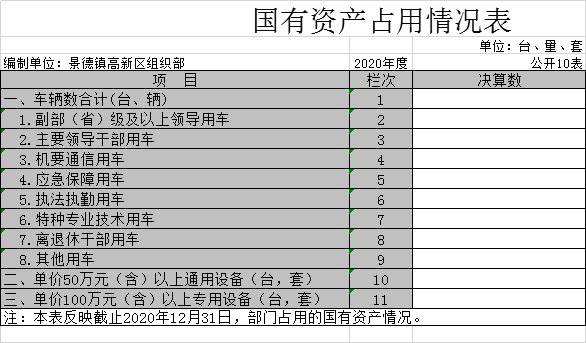 国有资产占用情况表
单位：台、量、套
编制单位：景德镇高新区组织部 2020年度 公开10表
项 目 栏次 决算数
一、车辆数合计(台、辆) 1
1.副部（省）级及以上领导用车 2
2.主要领导干部用车 3
3.机要通信用车 4
4.应急保障用车 5
5.执法执勤用车 6
6.特种专业技术用车 7
7.离退休干部用车 8
8.其他用车 9
二、单价50万元（含）以上通用设备（台，套） 10
三、单价100万元（含）以上专用设备（台，套） 11
注：本表反映截止2020年12月31日，部门占用的国有资产情况。